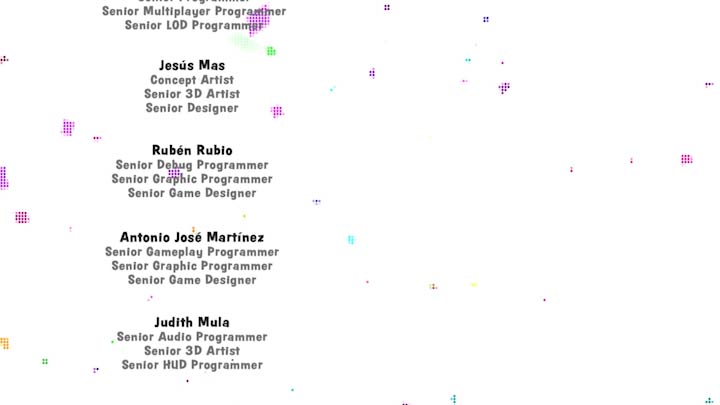 Senior Programmer
Senior Multiplayer Programmer
Senior LOD Programmer
Jesús Mas
Concept Artist
Senior 3D Artist
Senior Designer
Rubén Rubio
Senior Debug Programmer
Senior Graphic Programmer
Senior Game Designer
Antonio José Martínez
Senior Gameplay Programmer
Senior Graphic Programmer
Senior Game Designer
Judith Mula
Senior Audio Programmer
Senior 3D Artist
Senior HUD Programmer